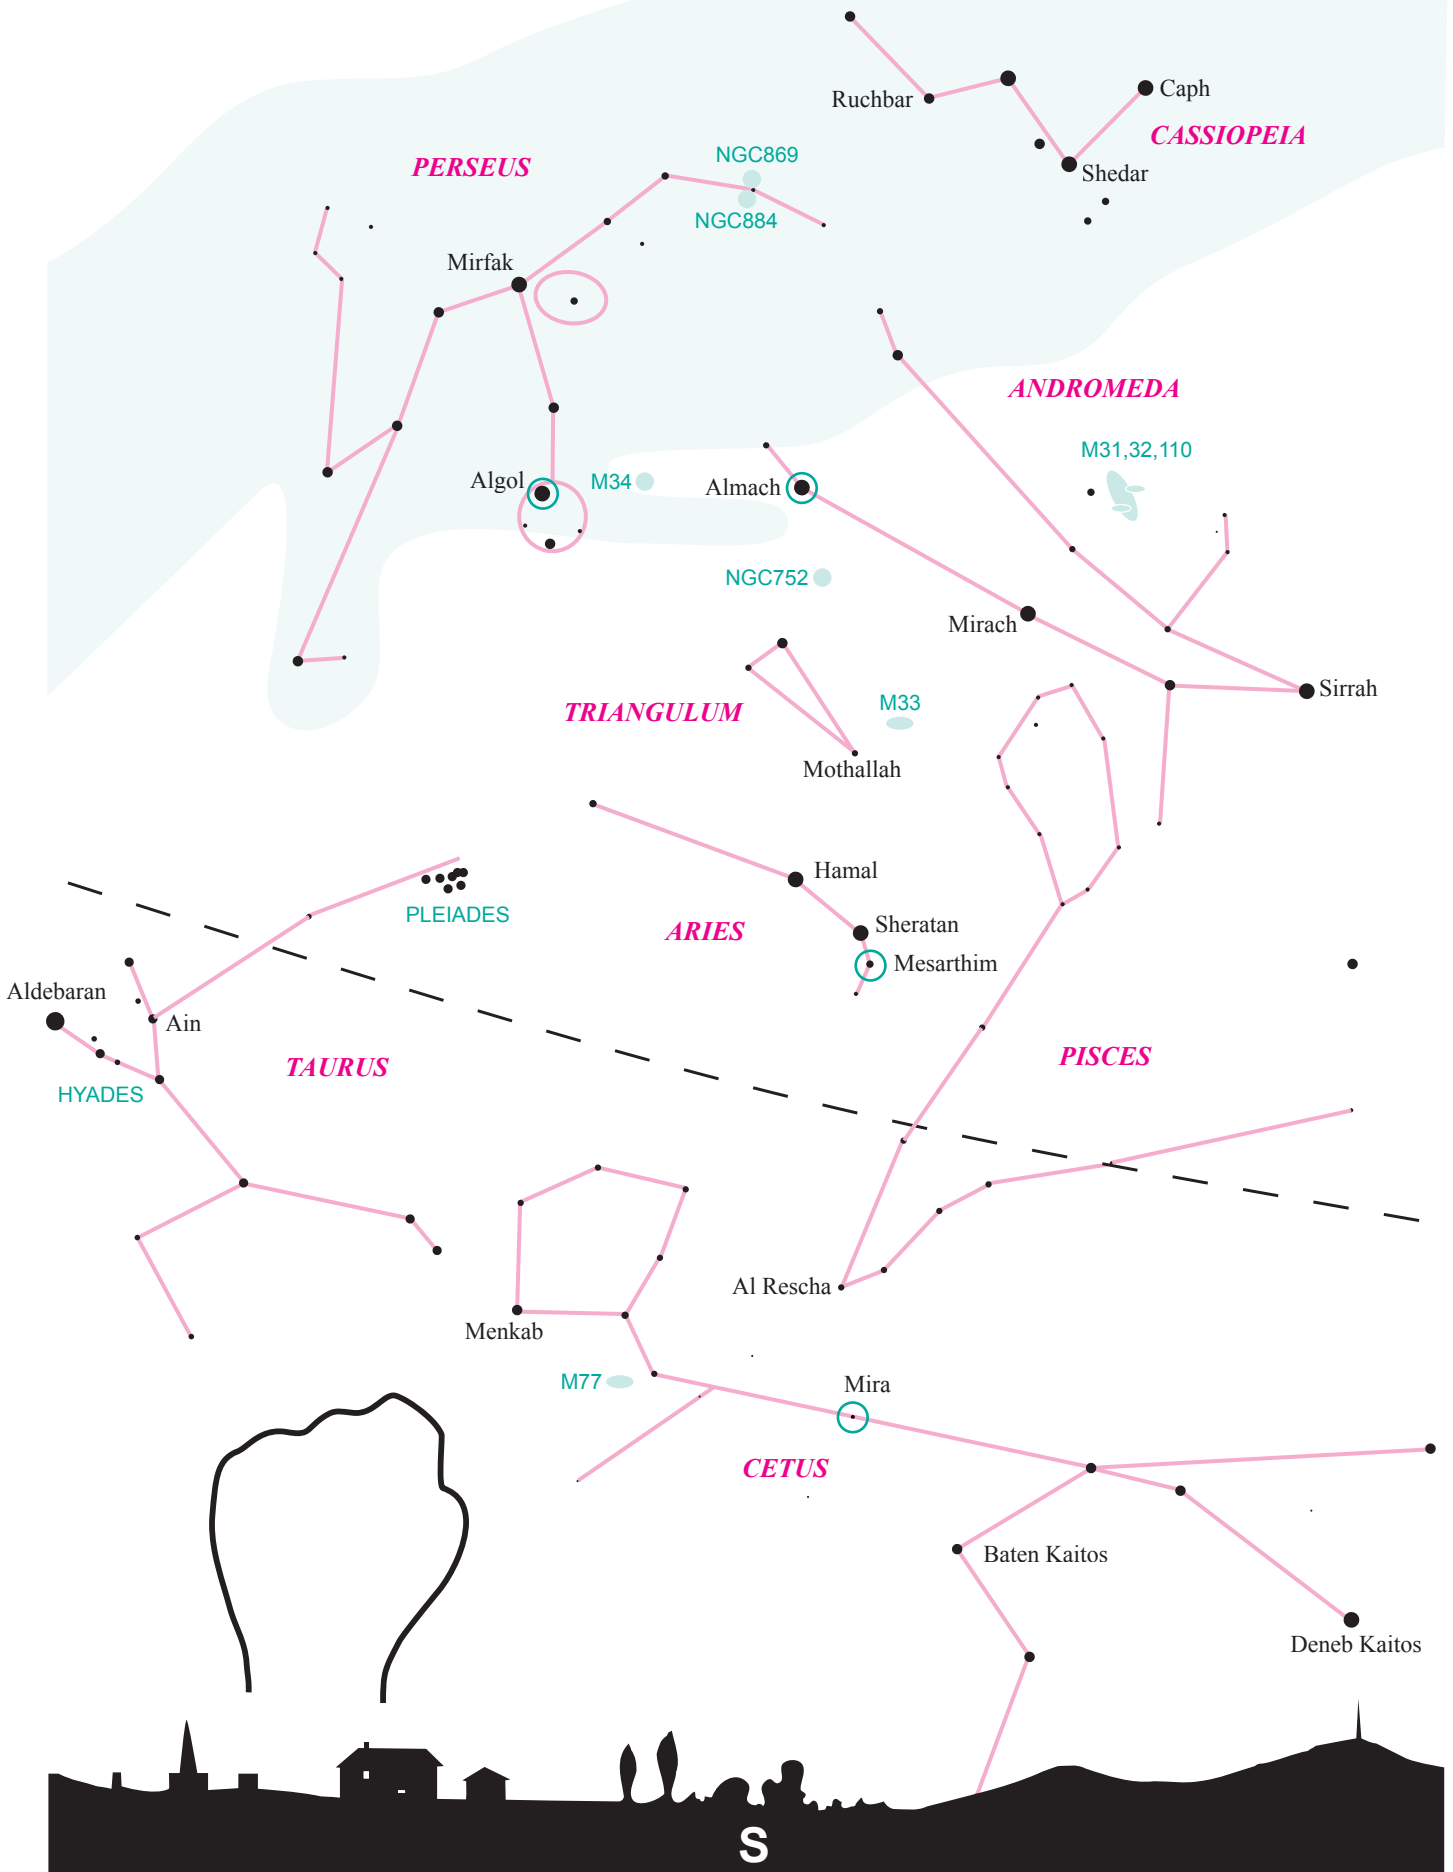 Ruchbar
Caph
CASSIOPEIA
Shedar
PERSEUS
NGC869
NGC884
Mirfak
ANDROMEDA
M31,32,110
Algol
M34
Almach
NGC752
Mirach
Sirrah
TRIANGULUM
M33
Mothallah
Hamal
PLEIADES
ARIES
Sheratan
Mesarthim
Aldebaran
Ain
TAURUS
PISCES
HYADES
Al Rescha
Menkab
M77
Mira
CETUS
Baten Kaitos
Deneb Kaitos
S